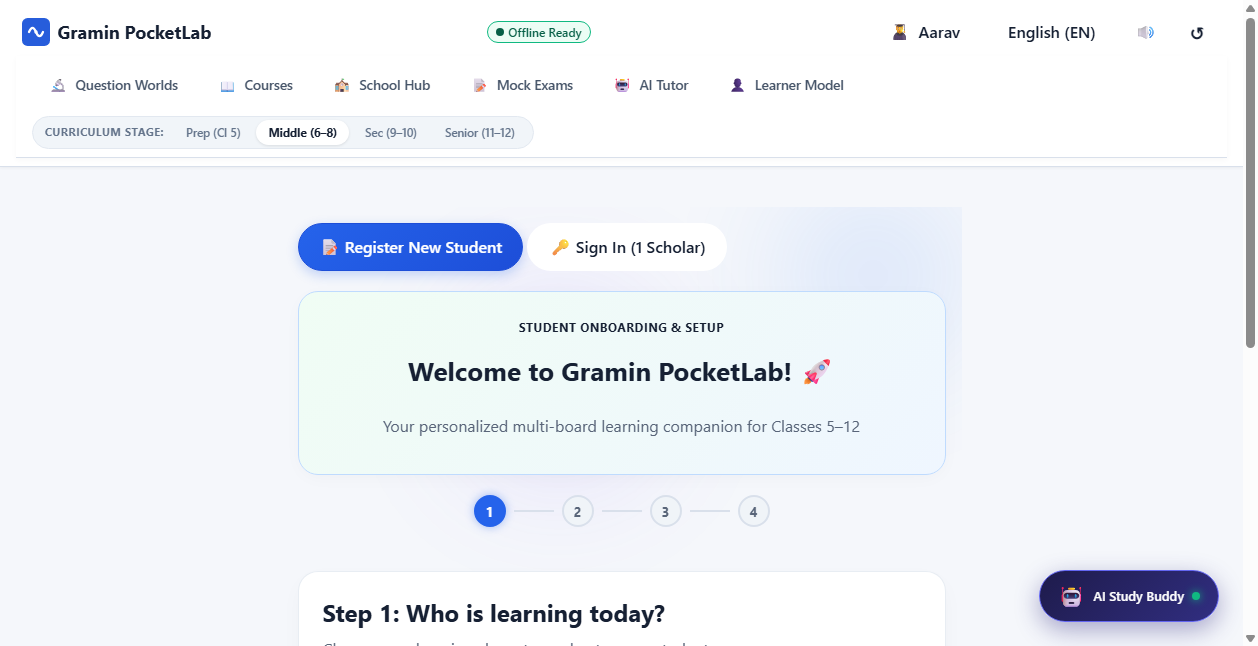 Gramin PocketLab
Offline Ready
Aarav
English (EN)
Question Worlds
Courses
School Hub
Mock Exams
AI Tutor
Learner Model
CURRICULUM STAGE:
Prep (Cl 5)
Middle (6–8)
Sec (9–10)
Senior (11–12)
Register New Student
Sign In (1 Scholar)
STUDENT ONBOARDING & SETUP
Welcome to Gramin PocketLab!
Your personalized multi-board learning companion for Classes 5–12
1
2
3
4
Step 1: Who is learning today?
AI Study Buddy